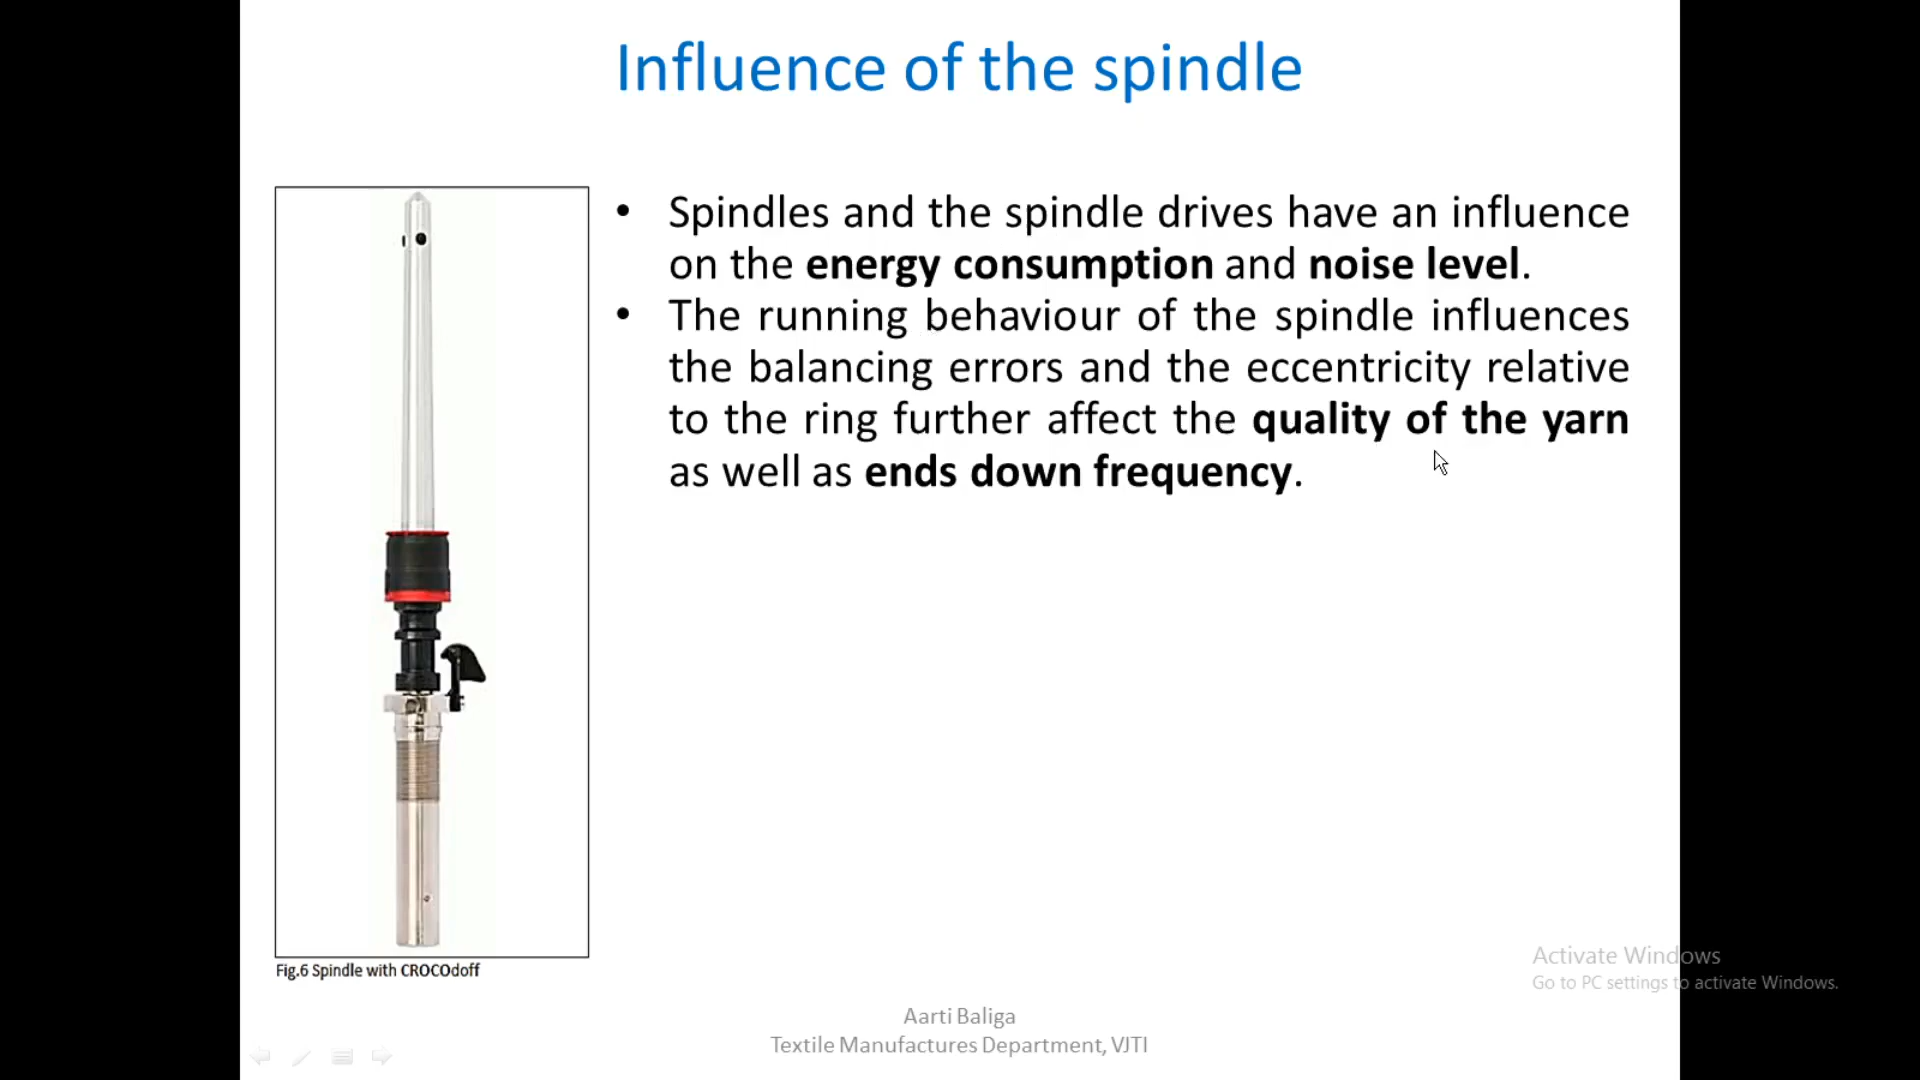 Influence of the spindle
• Spindles and the spindle drives have an influence
on the energy consumption and noise level.
• The running behaviour of the spindle influences
the balancing errors and the eccentricity relative
to the ring further affect the quality of the yarn
as well as ends down frequency.
Fig.6 Spindle with CROCOdoff
Activate Windows
Go to PC settings to activate Windows.
Aarti Baliga
Textile Manufactures Department, VJTI